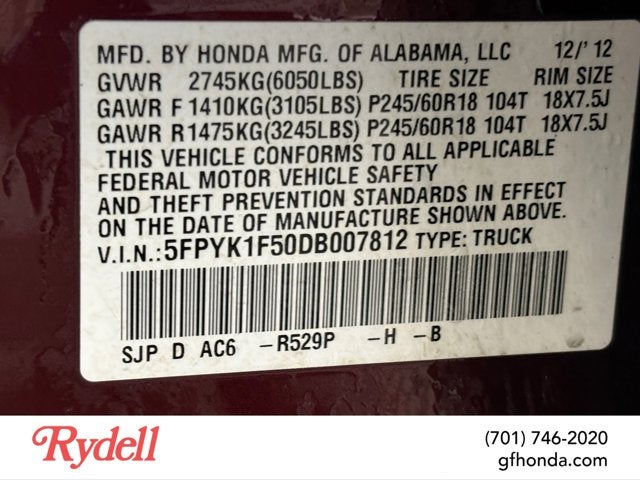 MFD. BY HONDA MFG. OF ALABAMA, LLC 12/'12
GVWR 2745KG(6050LBS) TIRE SIZE RIM SIZE
GAWR F 1410KG(3105LBS) P245/60R18 104T 18X7.5J
GAWR R 1475KG(3245LBS) P245/60R18 104T 18X7.5J
THIS VEHICLE CONFORMS TO ALL APPLICABLE
FEDERAL MOTOR VEHICLE SAFETY
AND THEFT PREVENTION STANDARDS IN EFFECT
ON THE DATE OF MANUFACTURE SHOWN ABOVE.
V.I.N.:5FPYK1F50DB007812 TYPE: TRUCK
SJP D AC6 -R529P -H -B
Rydell
(701) 746-2020
gfhonda.com